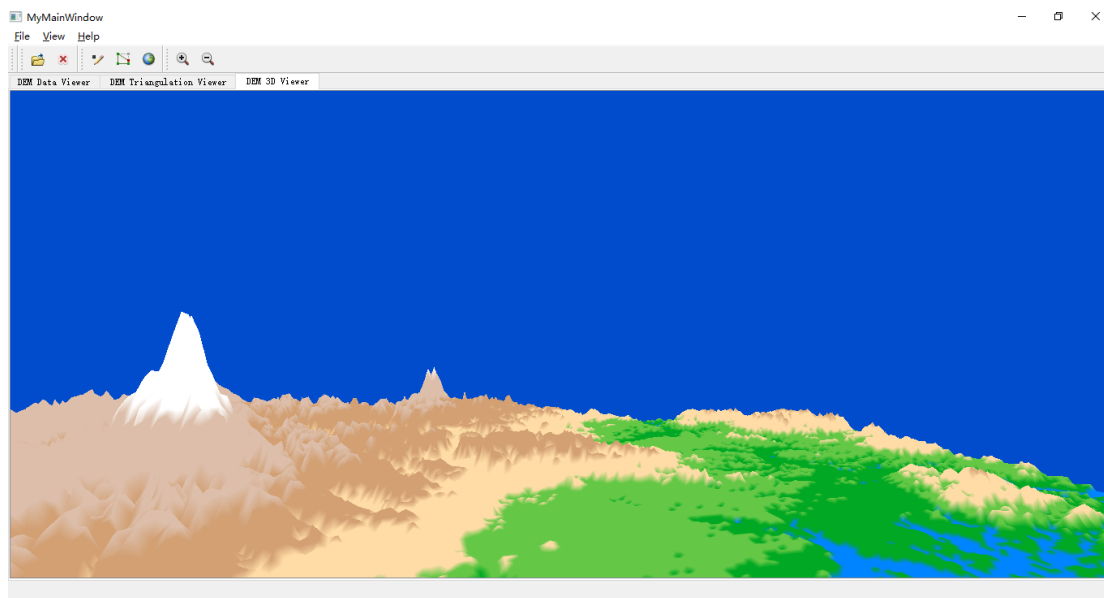 MyMainWindow
File View Help
DEM Data Viewer DEM Triangulation Viewer DEM 3D Viewer